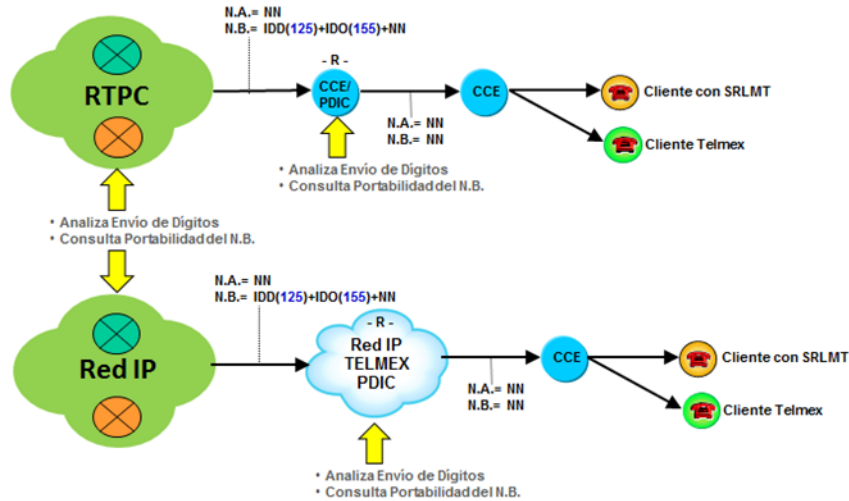 N.A.= NN
N.B.= IDD(125)+IDO(155)+NN
RTPC
- R -
CCE/
PDIC
CCE
Cliente con SRLMT
Cliente Telmex
N.A.= NN
N.B.= NN
• Analiza Envío de Dígitos
• Consulta Portabilidad del N.B.
• Analiza Envío de Dígitos
• Consulta Portabilidad del N.B.
N.A.= NN
N.B.= IDD(125)+IDO(155)+NN
Red IP
- R -
Red IP
TELMEX
PDIC
CCE
Cliente con SRLMT
Cliente Telmex
N.A.= NN
N.B.= NN
• Analiza Envío de Dígitos
• Consulta Portabilidad del N.B.